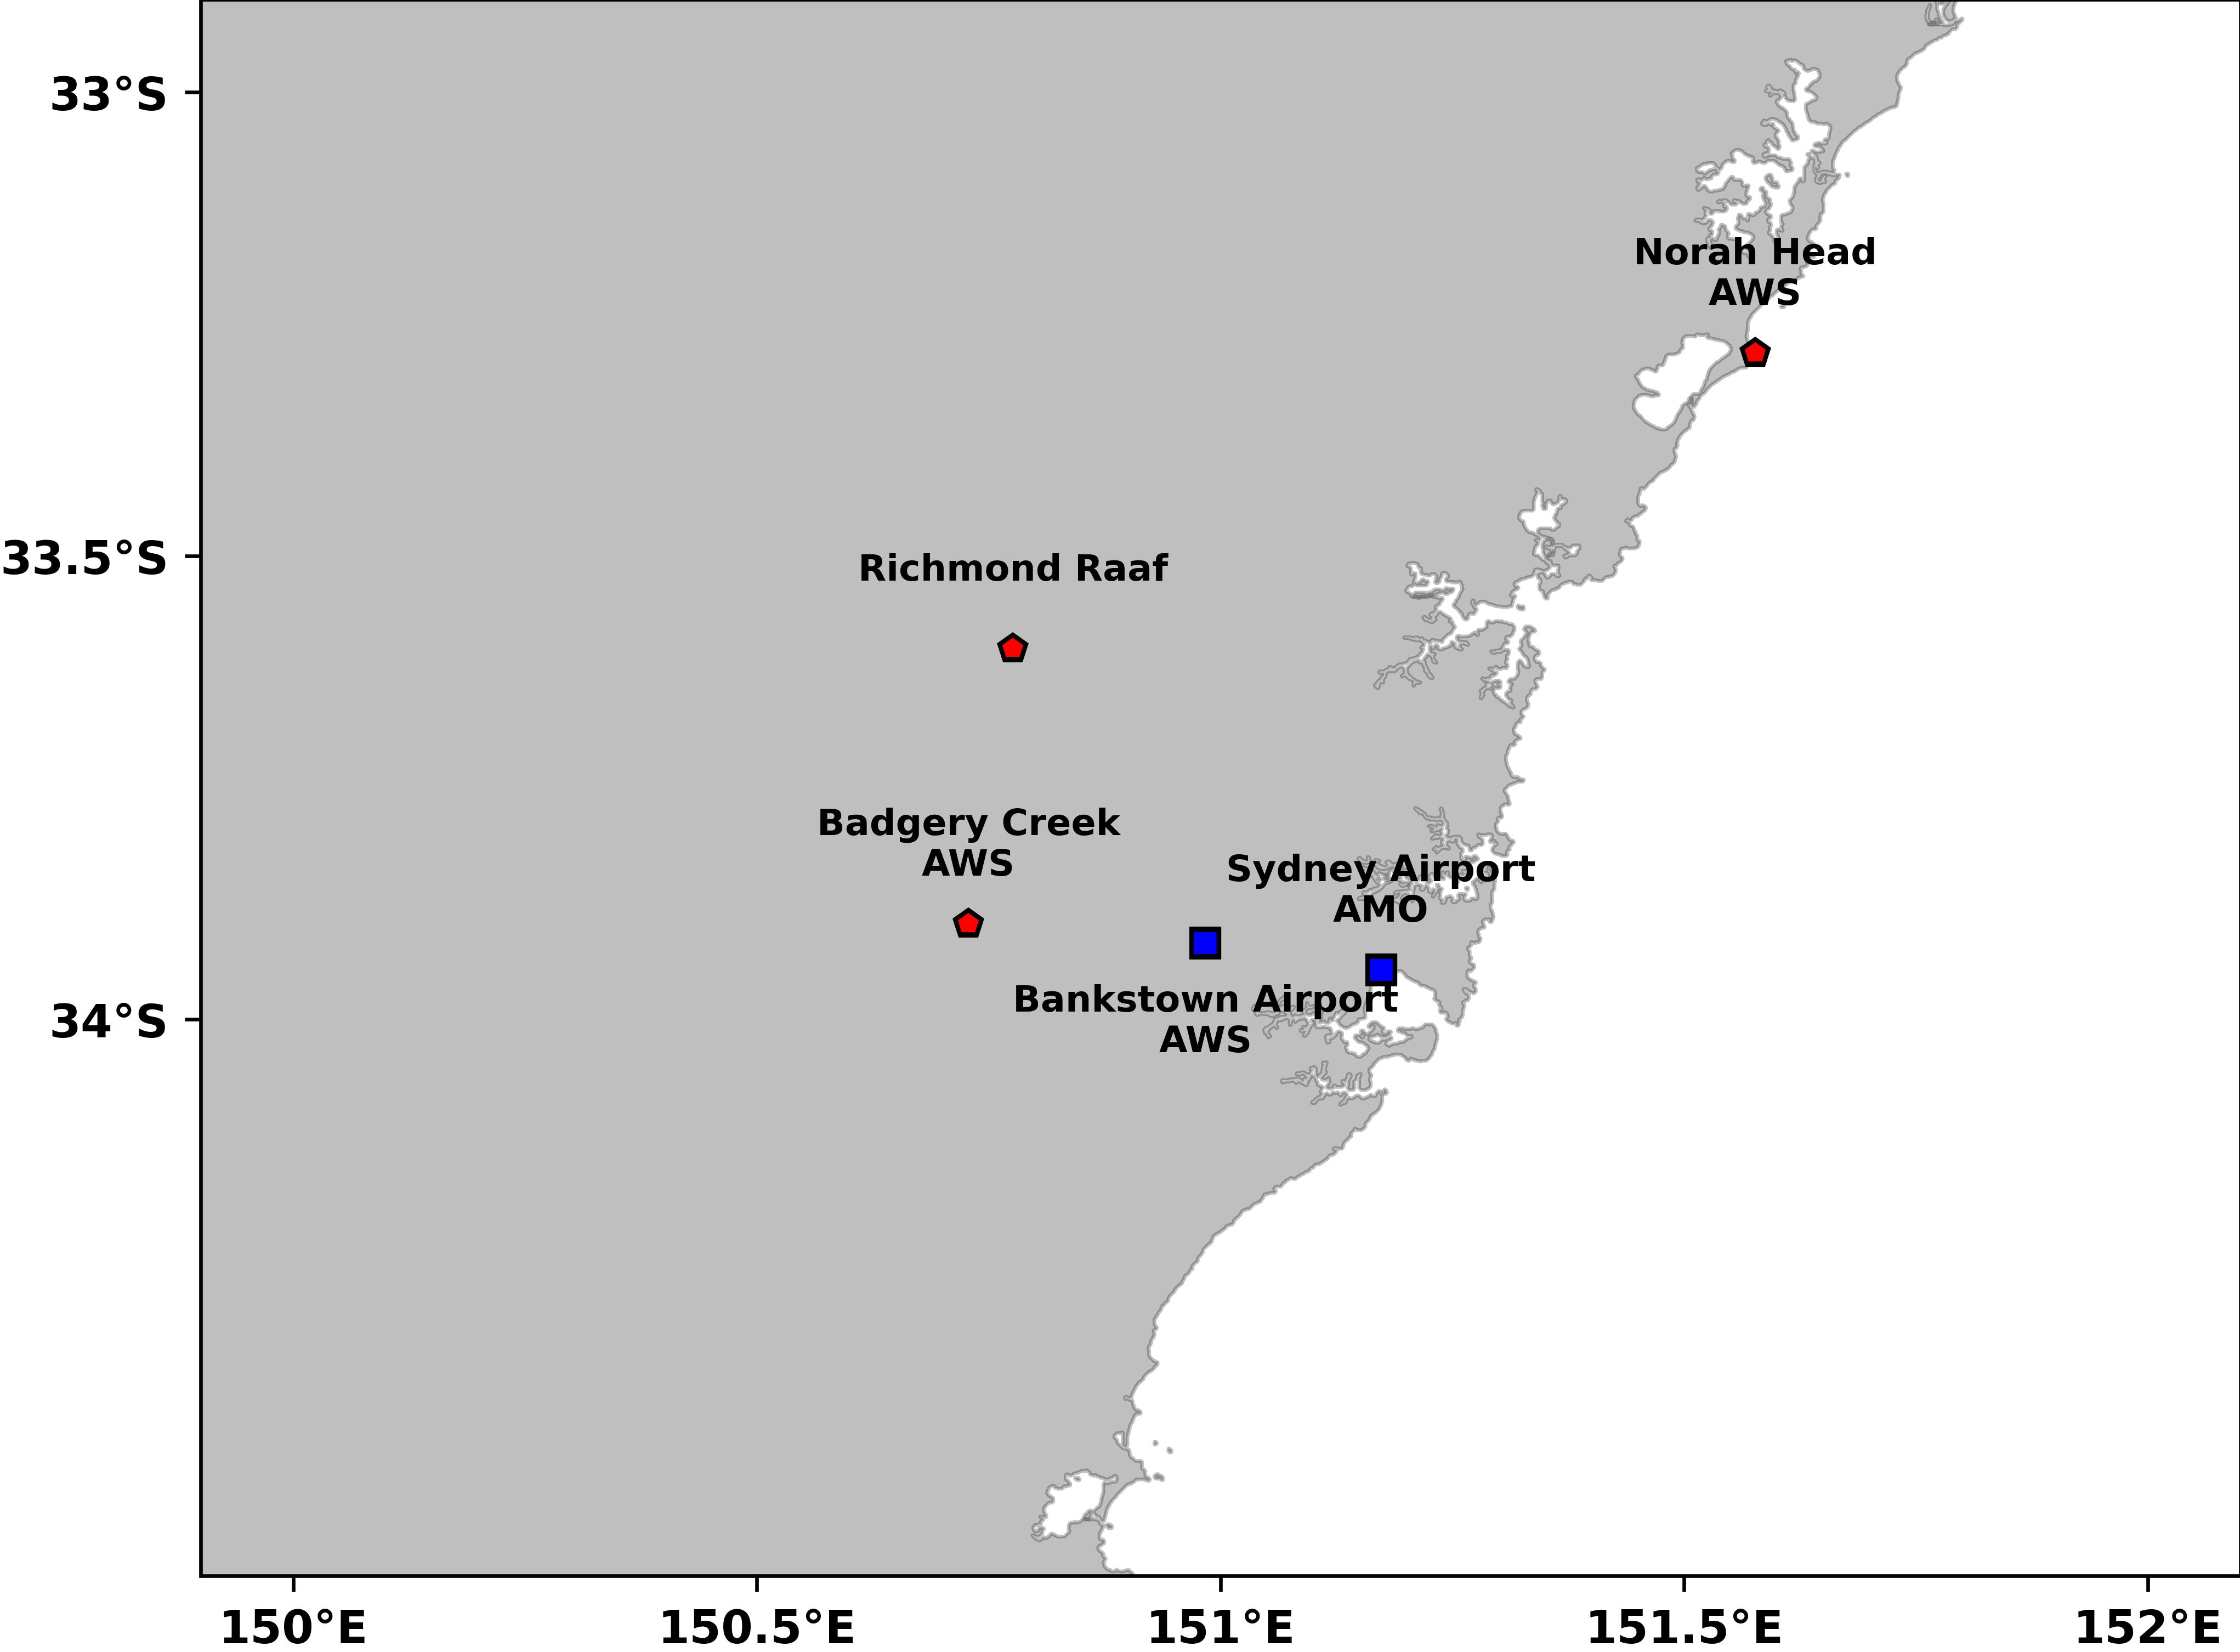 33°S
Norah Head
AWS
33.5°S
Richmond Raaf
Badgery Creek
AWS
Sydney Airport
AMO
Bankstown Airport
AWS
34°S
150°E
150.5°E
151°E
151.5°E
152°E